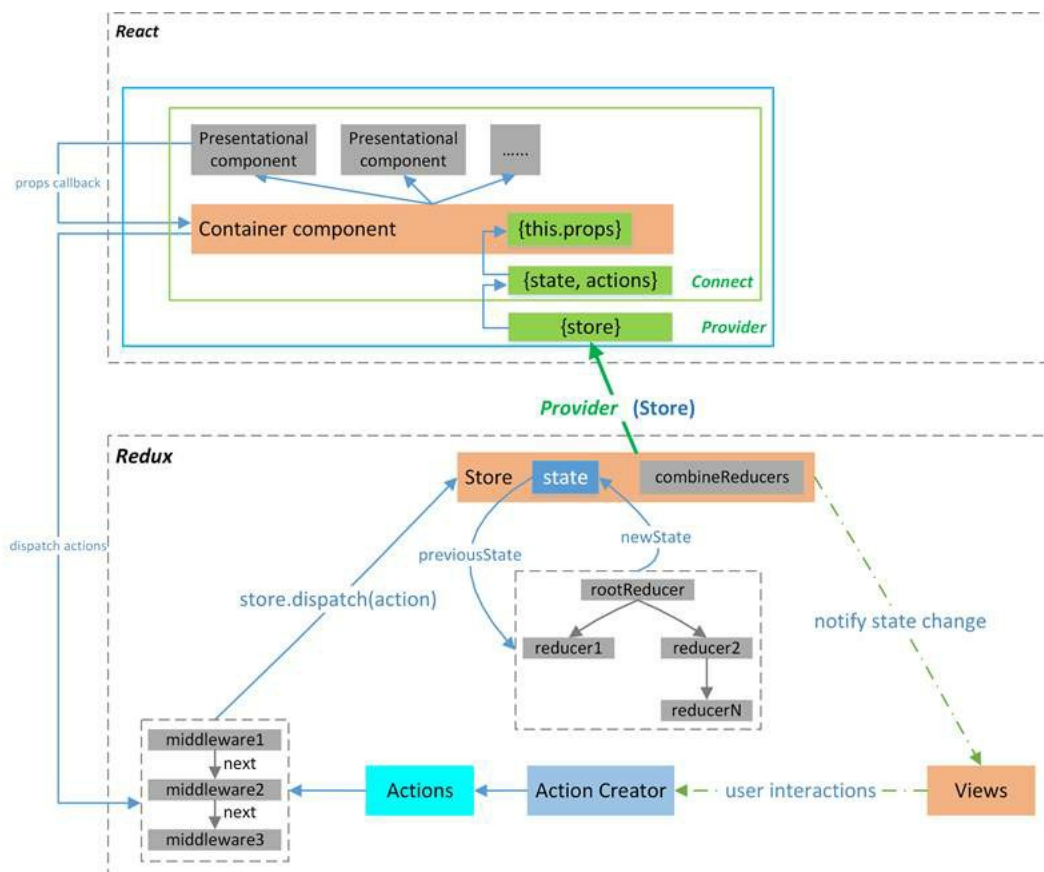 React
Presentational
component
Presentational
component
......
props callback
Container component
{this.props}
{state, actions}
Connect
{store}
Provider
Provider (Store)
Redux
Store
state
combineReducers
dispatch actions
previousState
newState
store.dispatch(action)
rootReducer
notify state change
reducer1
reducer2
reducerN
middleware1
next
middleware2
next
middleware3
Actions
Action Creator
user interactions
Views